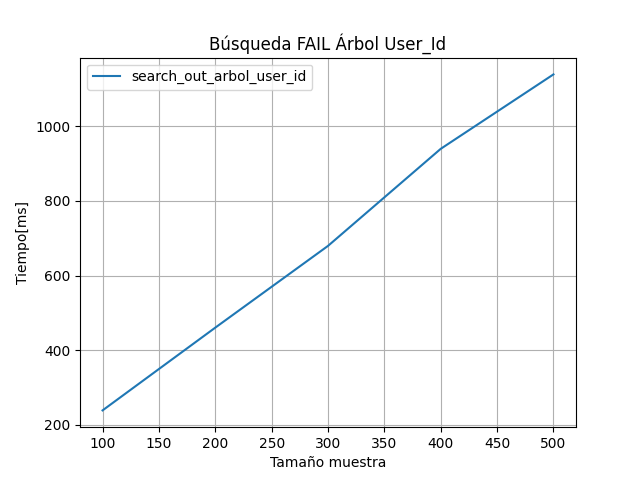 Búsqueda FAIL Árbol User_Id
search_out_arbol_user_id
Tiempo[ms]
1000
800
600
400
200
100 150 200 250 300 350 400 450 500
Tamaño muestra